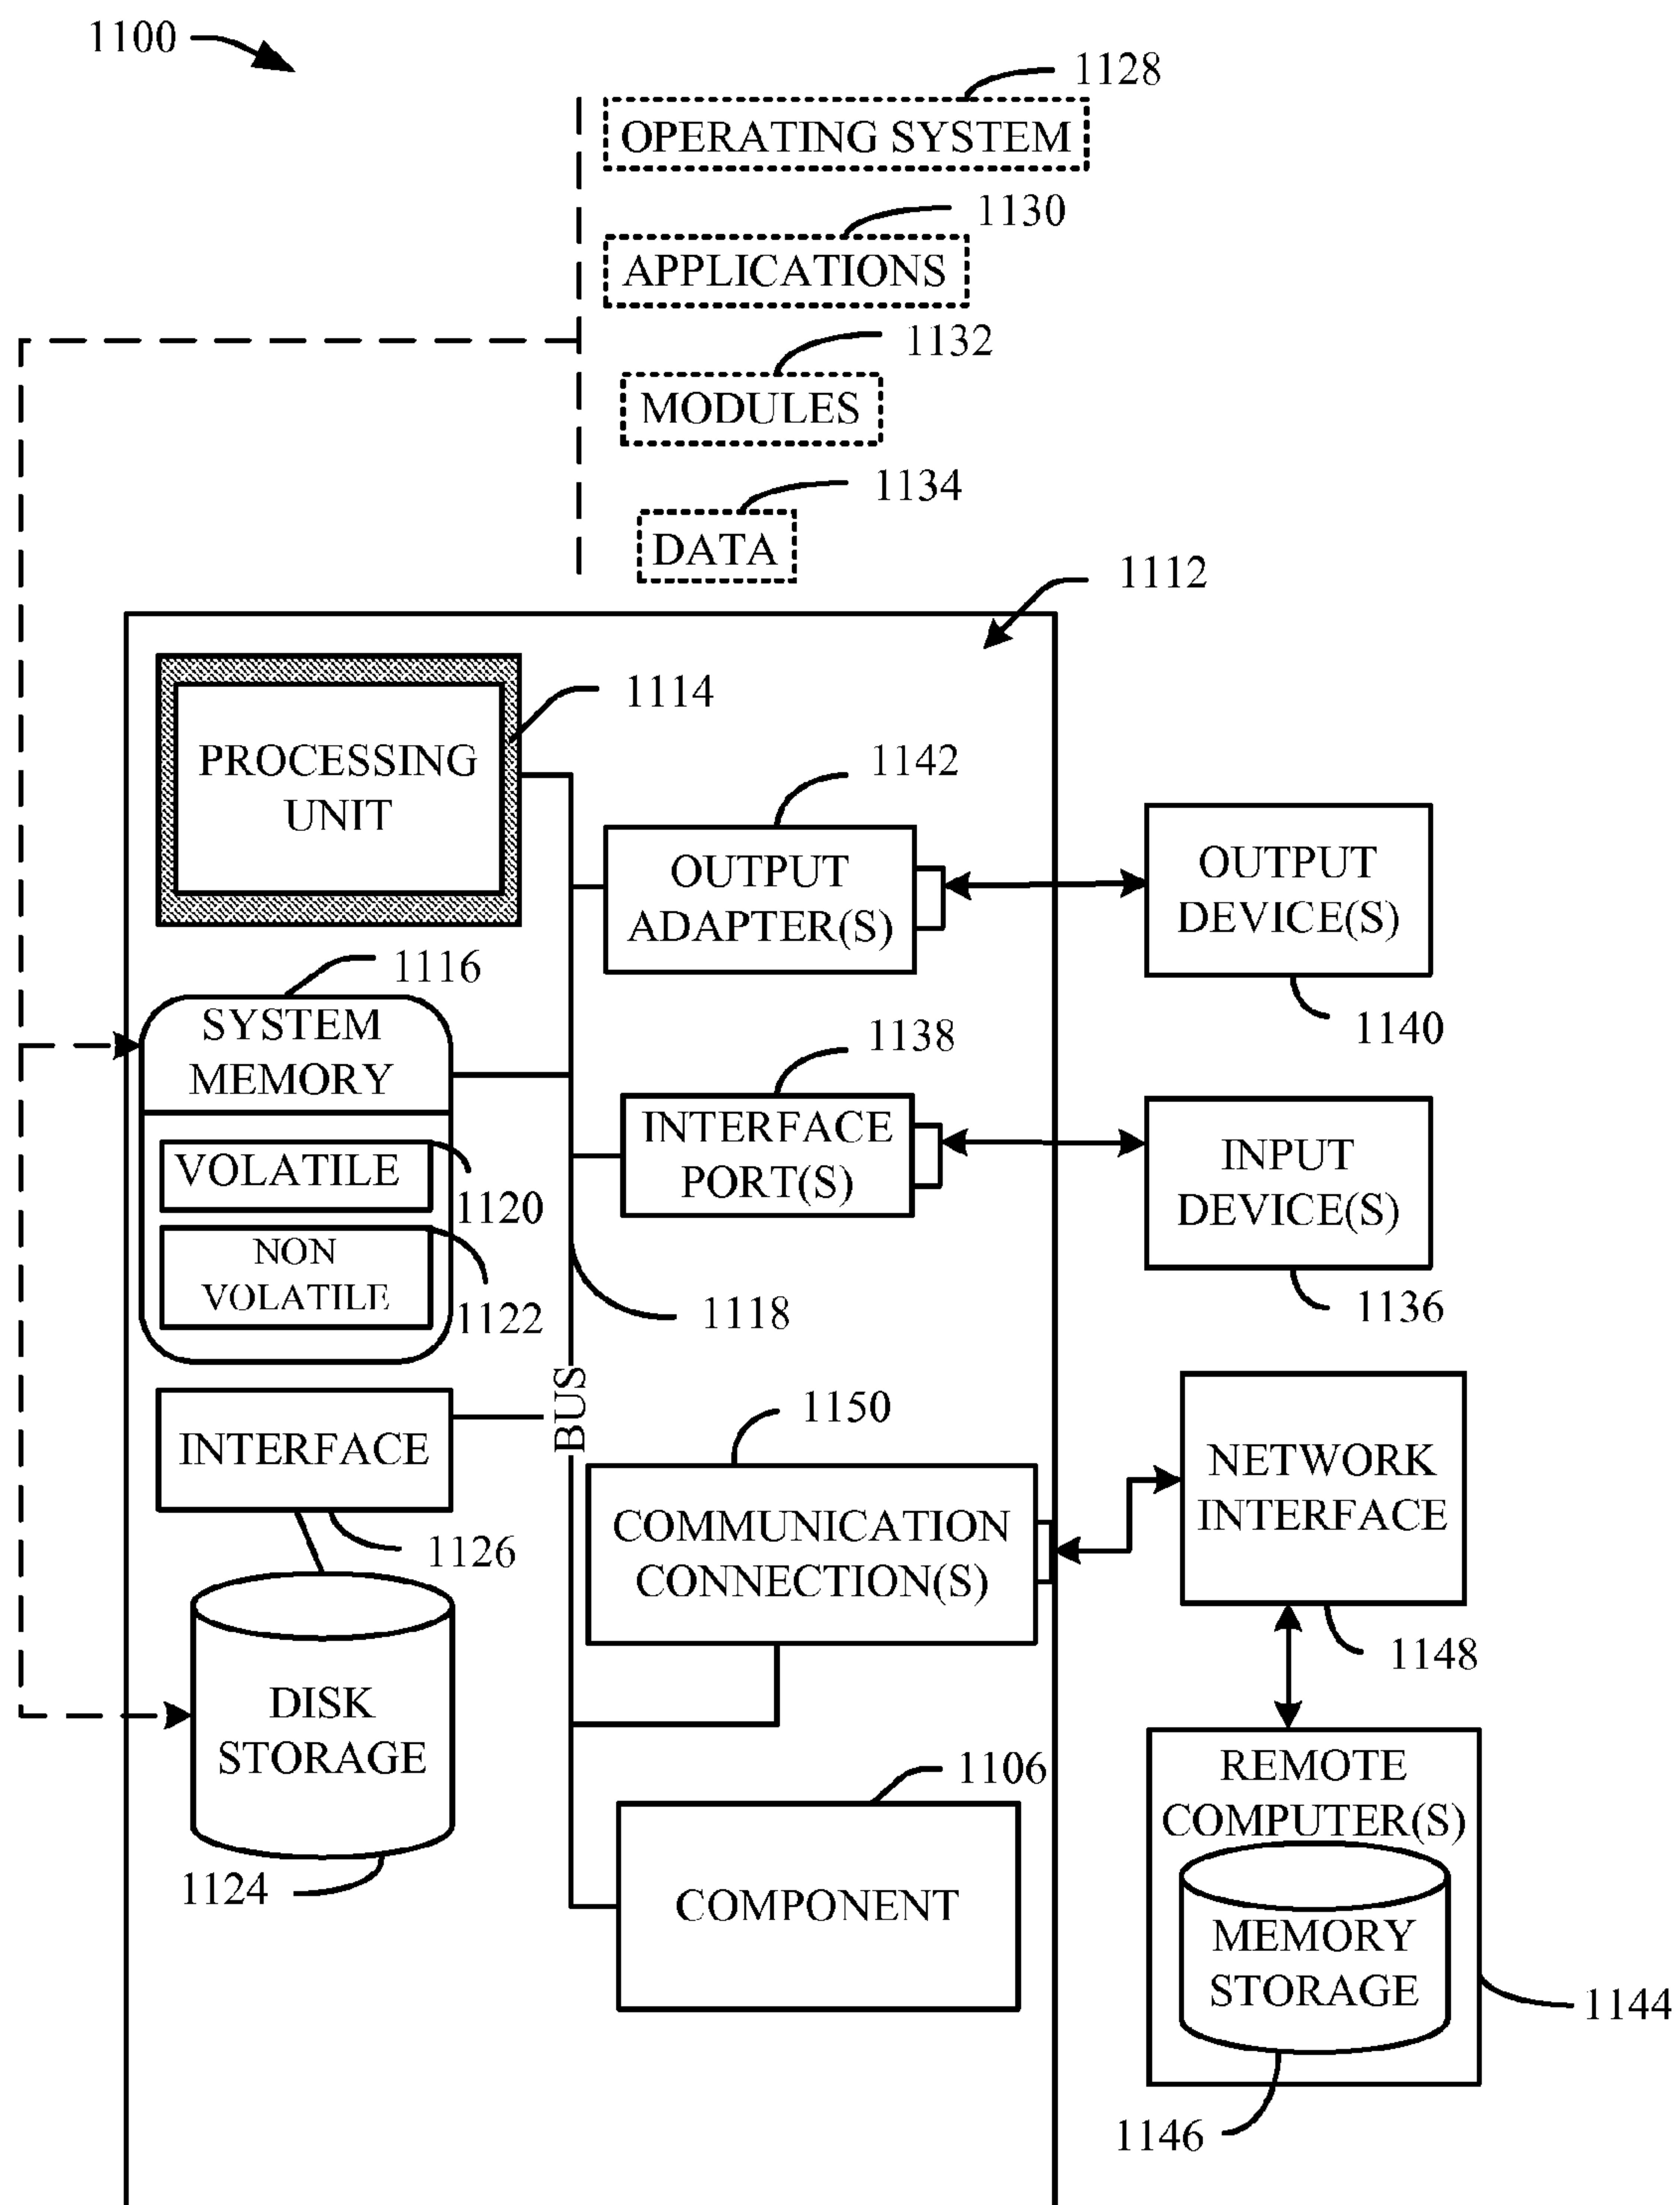 1100
1128
OPERATING SYSTEM
1130
APPLICATIONS
1132
MODULES
1134
DATA
1112
1114
PROCESSING
UNIT
1142
OUTPUT
ADAPTER(S)
OUTPUT
DEVICE(S)
1140
1116
SYSTEM
MEMORY
VOLATILE
1120
NON
VOLATILE
1122
1138
INTERFACE
PORT(S)
INPUT
DEVICE(S)
1136
1118
BUS
INTERFACE
1126
1150
COMMUNICATION
CONNECTION(S)
NETWORK
INTERFACE
1148
DISK
STORAGE
1124
1106
COMPONENT
REMOTE
COMPUTER(S)
MEMORY
STORAGE
1144
1146